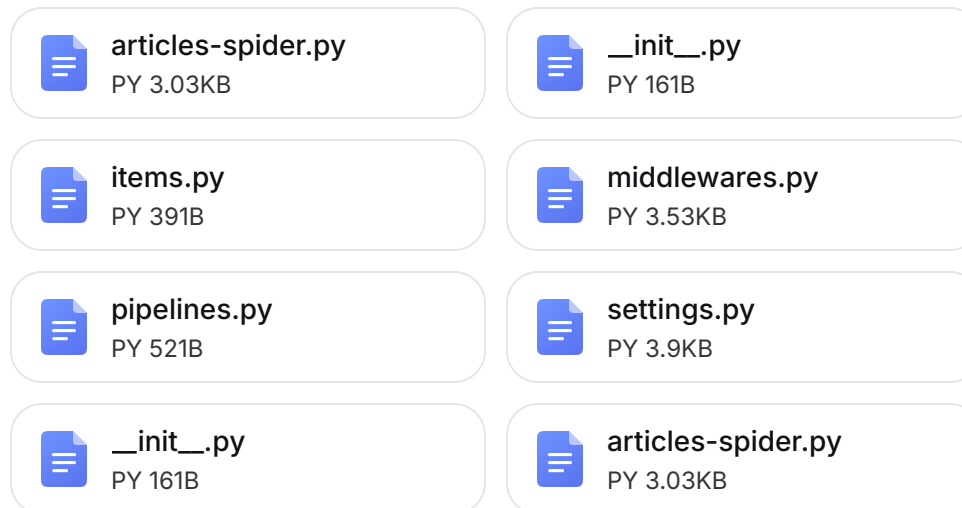 articles-spider.py
PY 3.03KB
__init__.py
PY 161B
items.py
PY 391B
middlewares.py
PY 3.53KB
pipelines.py
PY 521B
settings.py
PY 3.9KB
__init__.py
PY 161B
articles-spider.py
PY 3.03KB